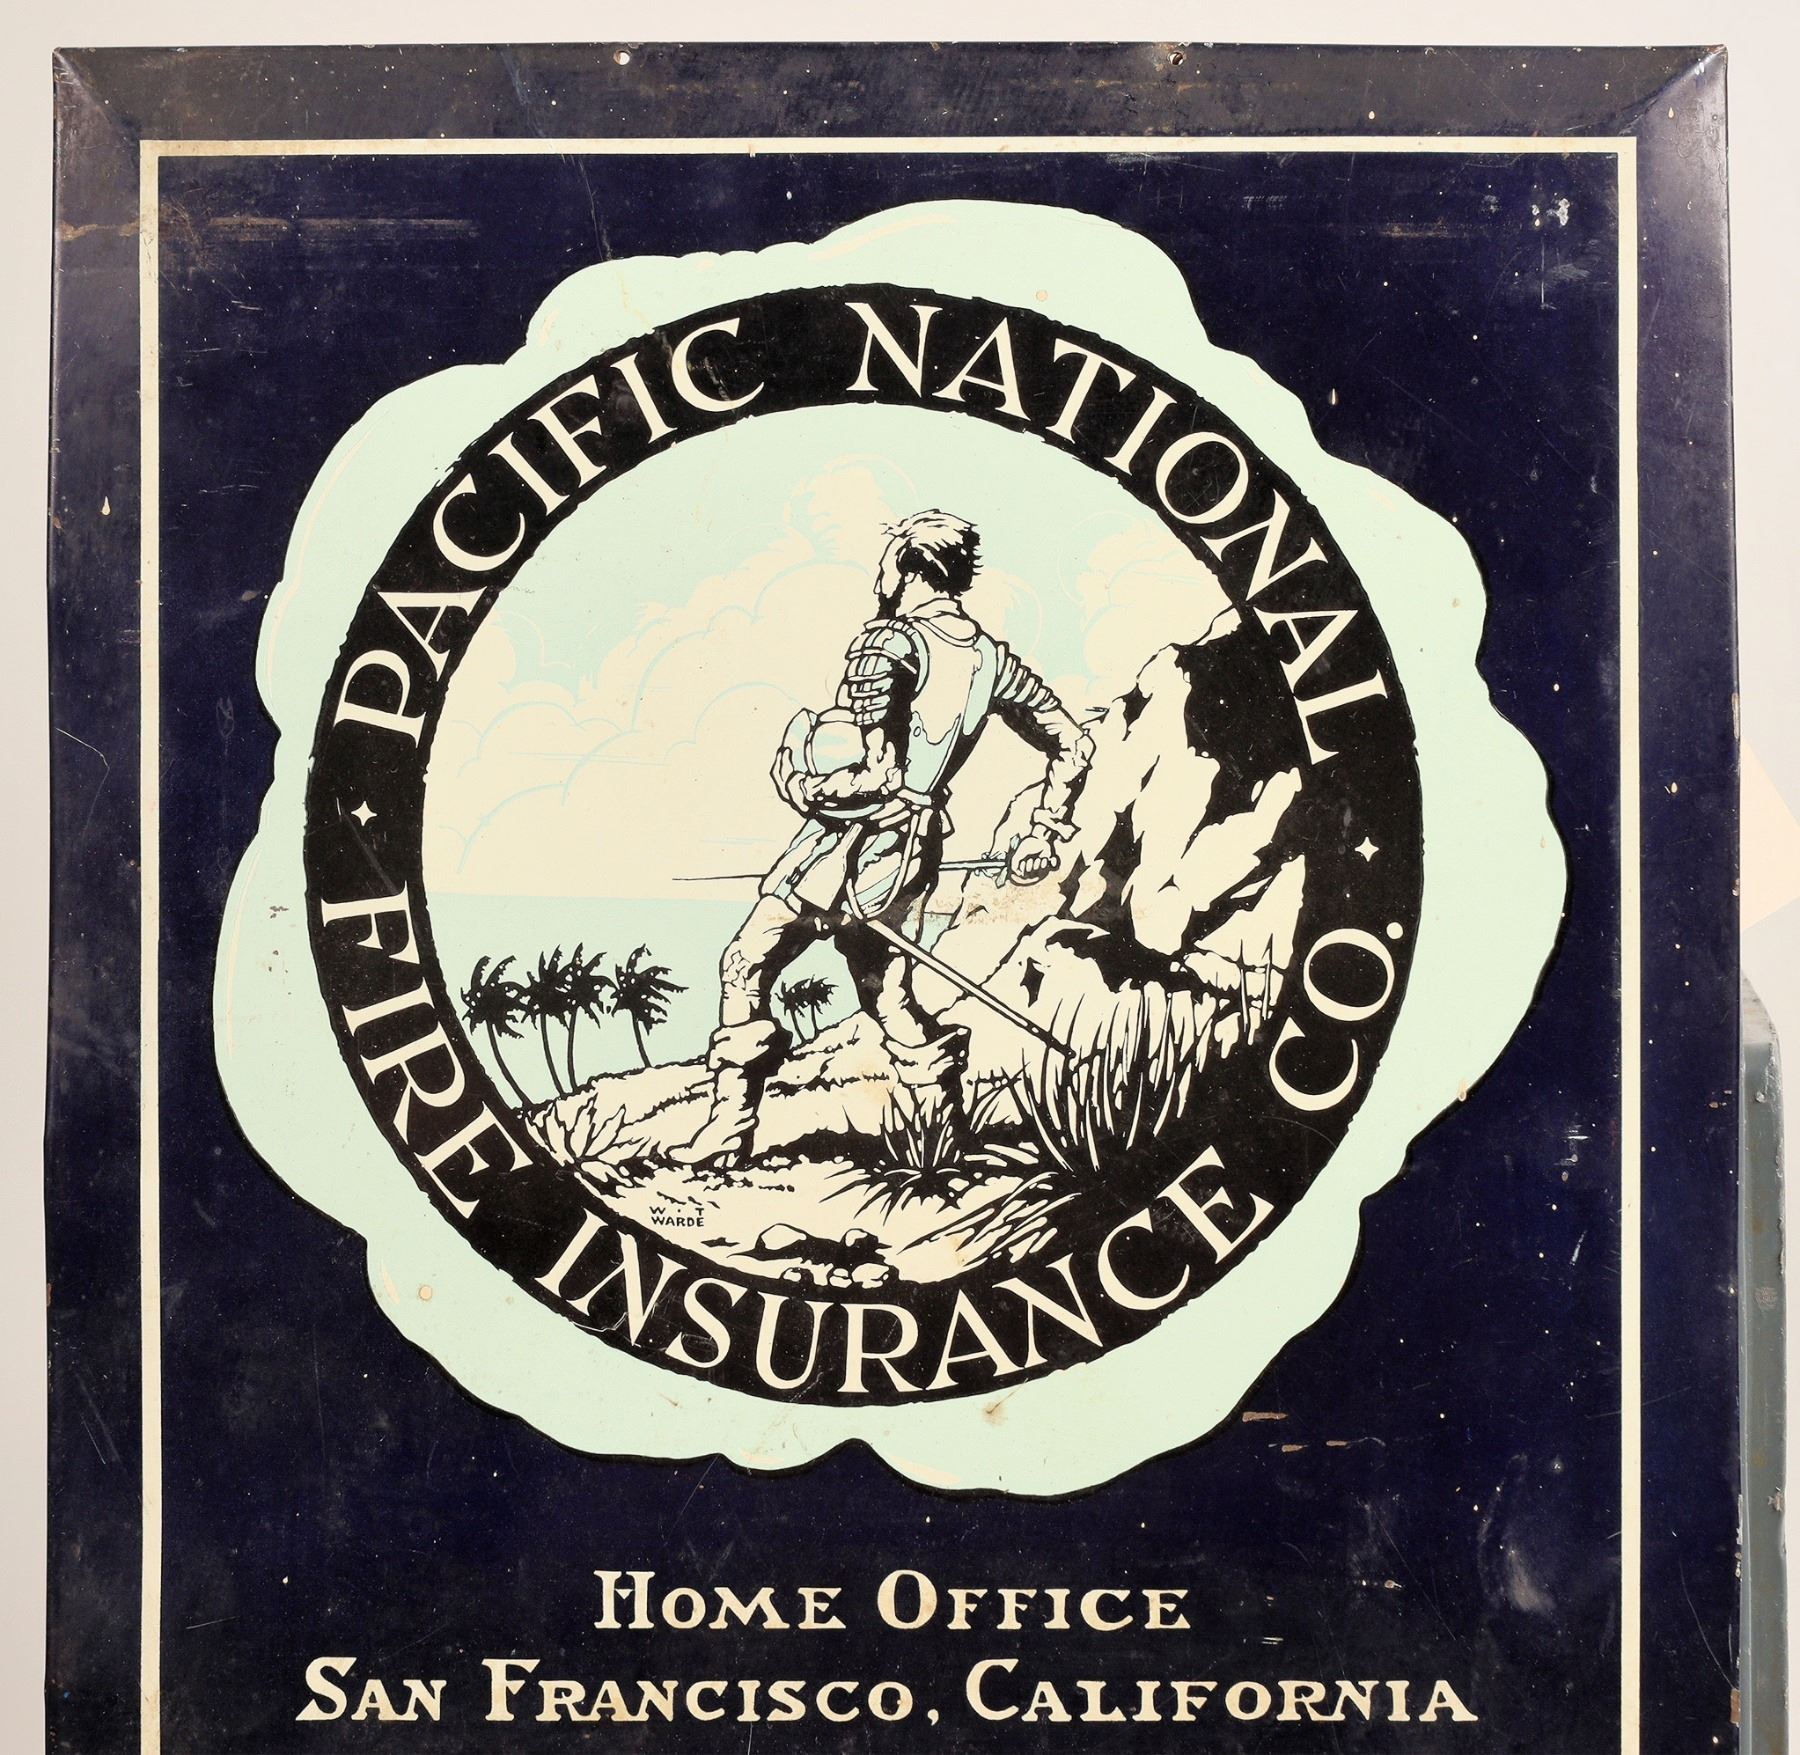 PACIFIC NATIONAL
FIRE INSURANCE CO.
W. T
WARDE
HOME OFFICE
SAN FRANCISCO, CALIFORNIA